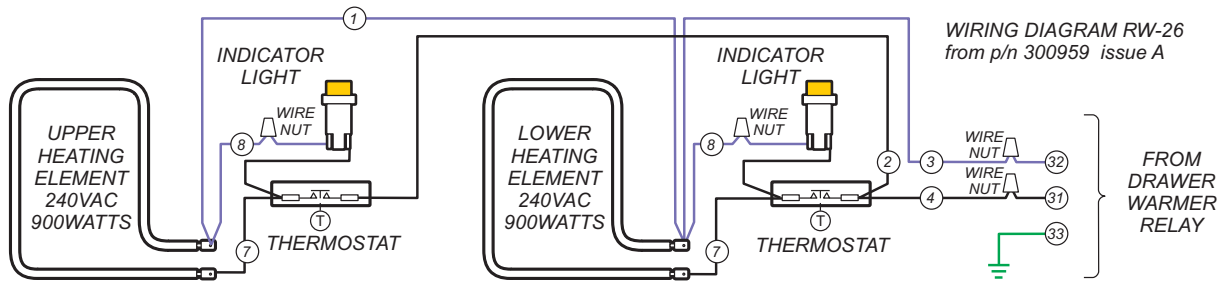 WIRING DIAGRAM RW-26
from p/n 300959 issue A
1
INDICATOR
LIGHT
WIRE
NUT
8
UPPER
HEATING
ELEMENT
240VAC
900WATTS
T
THERMOSTAT
7
INDICATOR
LIGHT
WIRE
NUT
8
LOWER
HEATING
ELEMENT
240VAC
900WATTS
2
T
THERMOSTAT
7
3
WIRE
NUT
32
4
WIRE
NUT
31
33
FROM
DRAWER
WARMER
RELAY